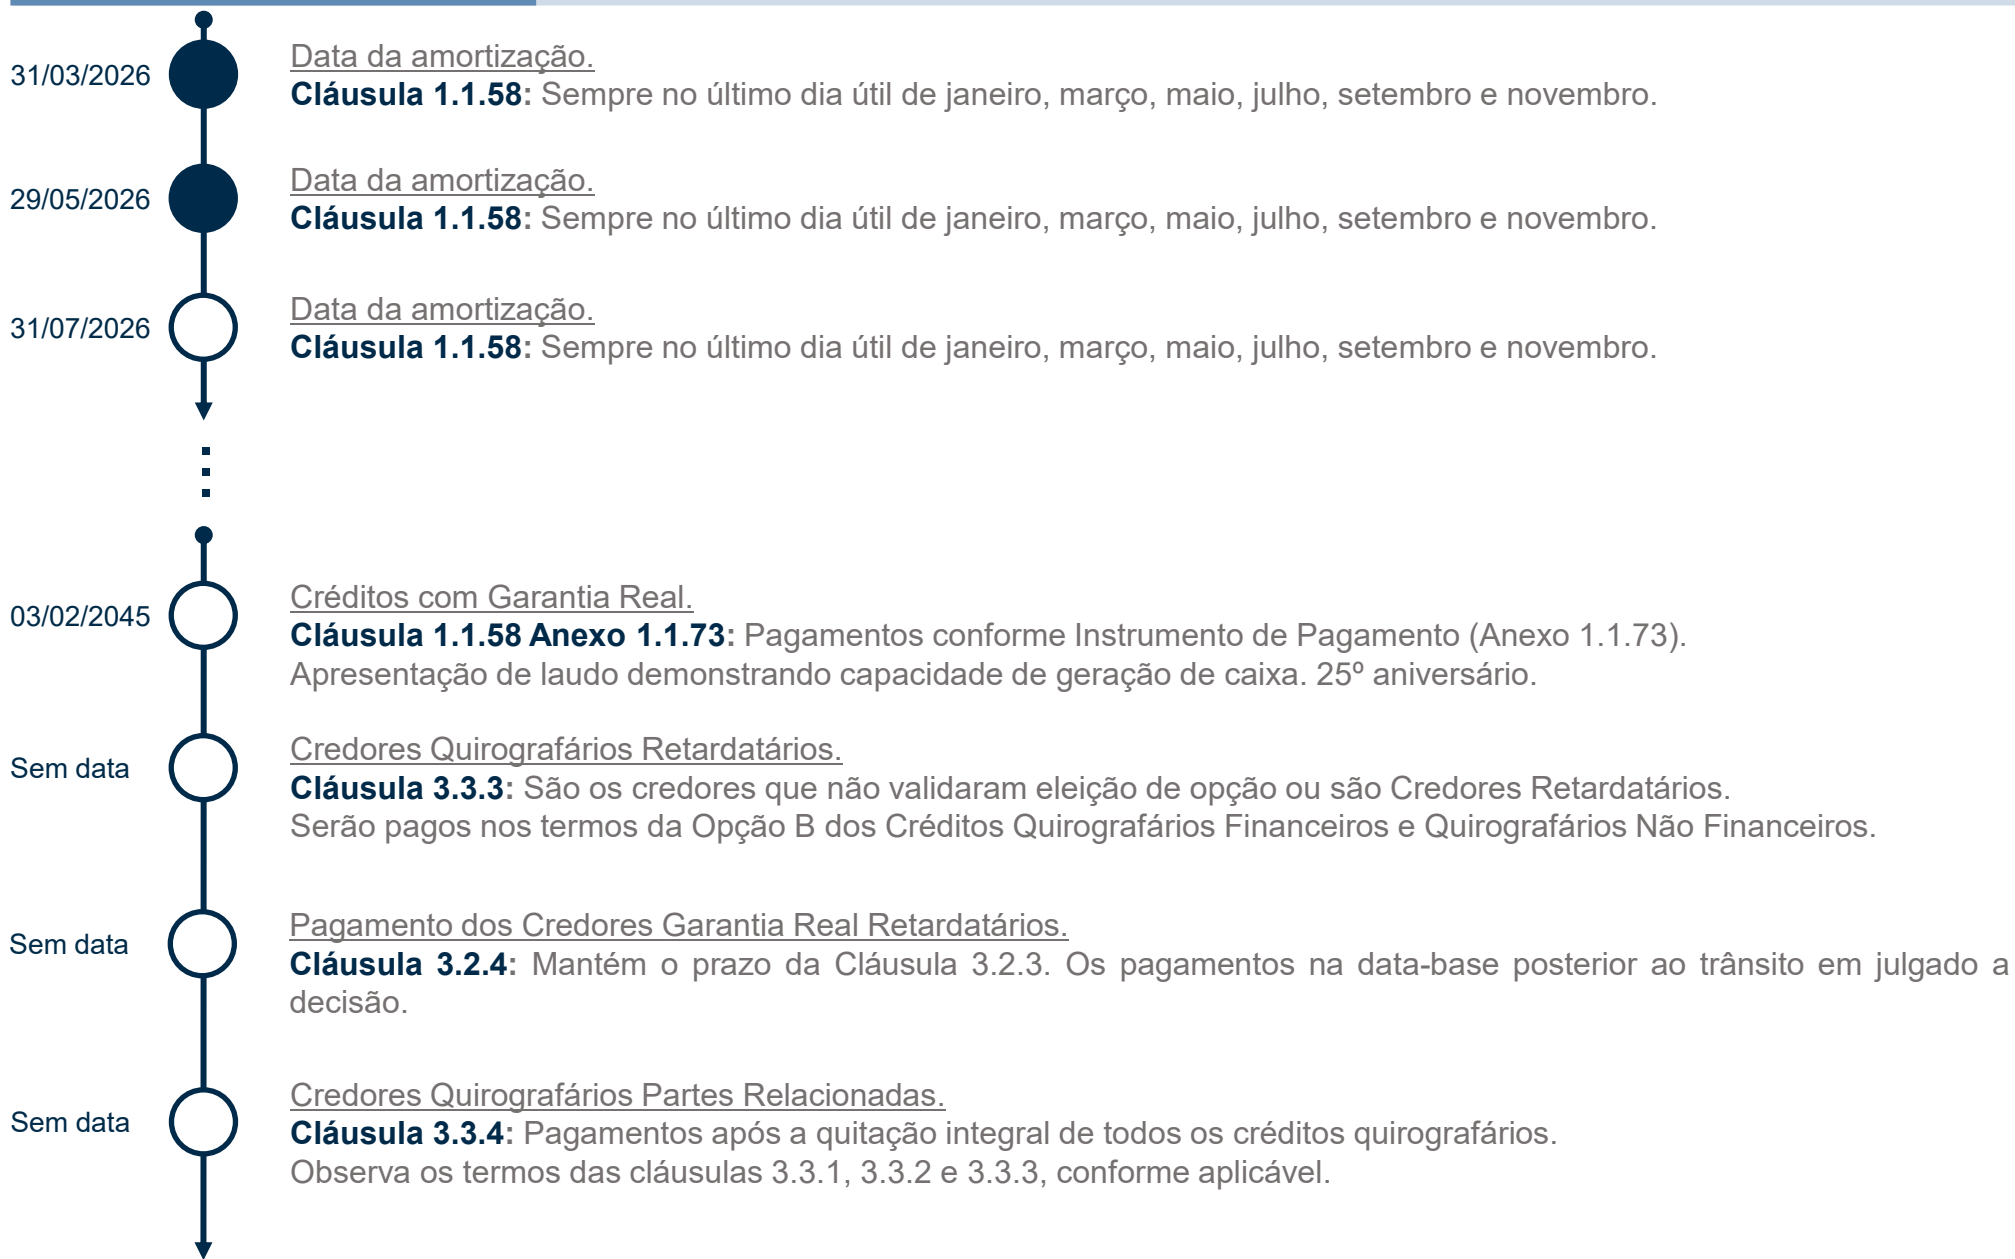 31/03/2026
Data da amortização.
Cláusula 1.1.58: Sempre no último dia útil de janeiro, março, maio, julho, setembro e novembro.
29/05/2026
Data da amortização.
Cláusula 1.1.58: Sempre no último dia útil de janeiro, março, maio, julho, setembro e novembro.
31/07/2026
Data da amortização.
Cláusula 1.1.58: Sempre no último dia útil de janeiro, março, maio, julho, setembro e novembro.
03/02/2045
Créditos com Garantia Real.
Cláusula 1.1.58 Anexo 1.1.73: Pagamentos conforme Instrumento de Pagamento (Anexo 1.1.73).
Apresentação de laudo demonstrando capacidade de geração de caixa. 25º aniversário.
Sem data
Credores Quirografários Retardatários.
Cláusula 3.3.3: São os credores que não validaram eleição de opção ou são Credores Retardatários.
Serão pagos nos termos da Opção B dos Créditos Quirografários Financeiros e Quirografários Não Financeiros.
Sem data
Pagamento dos Credores Garantia Real Retardatários.
Cláusula 3.2.4: Mantém o prazo da Cláusula 3.2.3. Os pagamentos na data-base posterior ao trânsito em julgado a
decisão.
Sem data
Credores Quirografários Partes Relacionadas.
Cláusula 3.3.4: Pagamentos após a quitação integral de todos os créditos quirografários.
Observa os termos das cláusulas 3.3.1, 3.3.2 e 3.3.3, conforme aplicável.